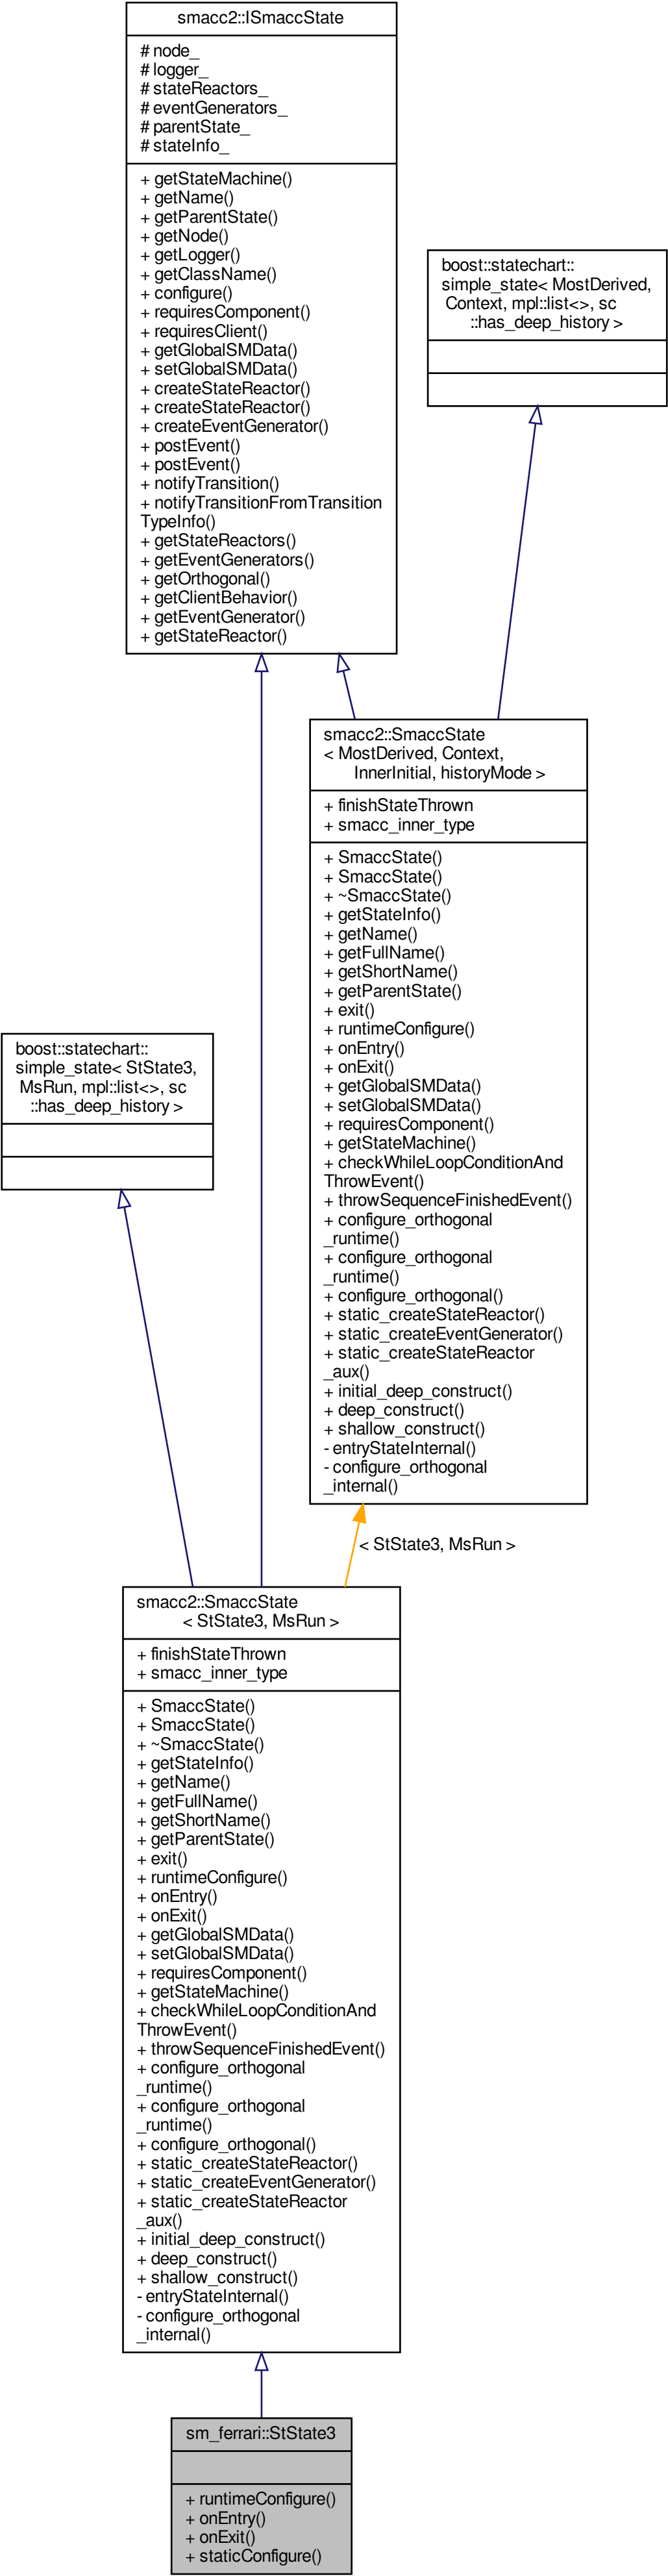 smacc2::ISmaccState
# node_
# logger_
# stateReactors_
# eventGenerators_
# parentState_
# stateInfo_
+ getStateMachine()
+ getName()
+ getParentState()
+ getNode()
+ getLogger()
+ getClassName()
+ configure()
+ requiresComponent()
+ requiresClient()
+ getGlobalSMData()
+ setGlobalSMData()
+ createStateReactor()
+ createStateReactor()
+ createEventGenerator()
+ postEvent()
+ postEvent()
+ notifyTransition()
+ notifyTransitionFromTransition
TypeInfo()
+ getStateReactors()
+ getEventGenerators()
+ getOrthogonal()
+ getClientBehavior()
+ getEventGenerator()
+ getStateReactor()
boost::statechart::
simple_state< MostDerived,
Context, mpl::list<>, sc
::has_deep_history >
smacc2::SmaccState
< MostDerived, Context,
InnerInitial, historyMode >
+ finishStateThrown
+ smacc_inner_type
+ SmaccState()
+ SmaccState()
+ ~SmaccState()
+ getStateInfo()
+ getName()
+ getFullName()
+ getShortName()
+ getParentState()
+ exit()
+ runtimeConfigure()
+ onEntry()
+ onExit()
+ getGlobalSMData()
+ setGlobalSMData()
+ requiresComponent()
+ getStateMachine()
+ checkWhileLoopConditionAnd
ThrowEvent()
+ throwSequenceFinishedEvent()
+ configure_orthogonal
_runtime()
+ configure_orthogonal
_runtime()
+ configure_orthogonal()
+ static_createStateReactor()
+ static_createEventGenerator()
+ static_createStateReactor
_aux()
+ initial_deep_construct()
+ deep_construct()
+ shallow_construct()
- entryStateInternal()
- configure_orthogonal
_internal()
boost::statechart::
simple_state< StState3,
MsRun, mpl::list<>, sc
::has_deep_history >
< StState3, MsRun >
smacc2::SmaccState
< StState3, MsRun >
+ finishStateThrown
+ smacc_inner_type
+ SmaccState()
+ SmaccState()
+ ~SmaccState()
+ getStateInfo()
+ getName()
+ getFullName()
+ getShortName()
+ getParentState()
+ exit()
+ runtimeConfigure()
+ onEntry()
+ onExit()
+ getGlobalSMData()
+ setGlobalSMData()
+ requiresComponent()
+ getStateMachine()
+ checkWhileLoopConditionAnd
ThrowEvent()
+ throwSequenceFinishedEvent()
+ configure_orthogonal
_runtime()
+ configure_orthogonal
_runtime()
+ configure_orthogonal()
+ static_createStateReactor()
+ static_createEventGenerator()
+ static_createStateReactor
_aux()
+ initial_deep_construct()
+ deep_construct()
+ shallow_construct()
- entryStateInternal()
- configure_orthogonal
_internal()
sm_ferrari::StState3
+ runtimeConfigure()
+ onEntry()
+ onExit()
+ staticConfigure()